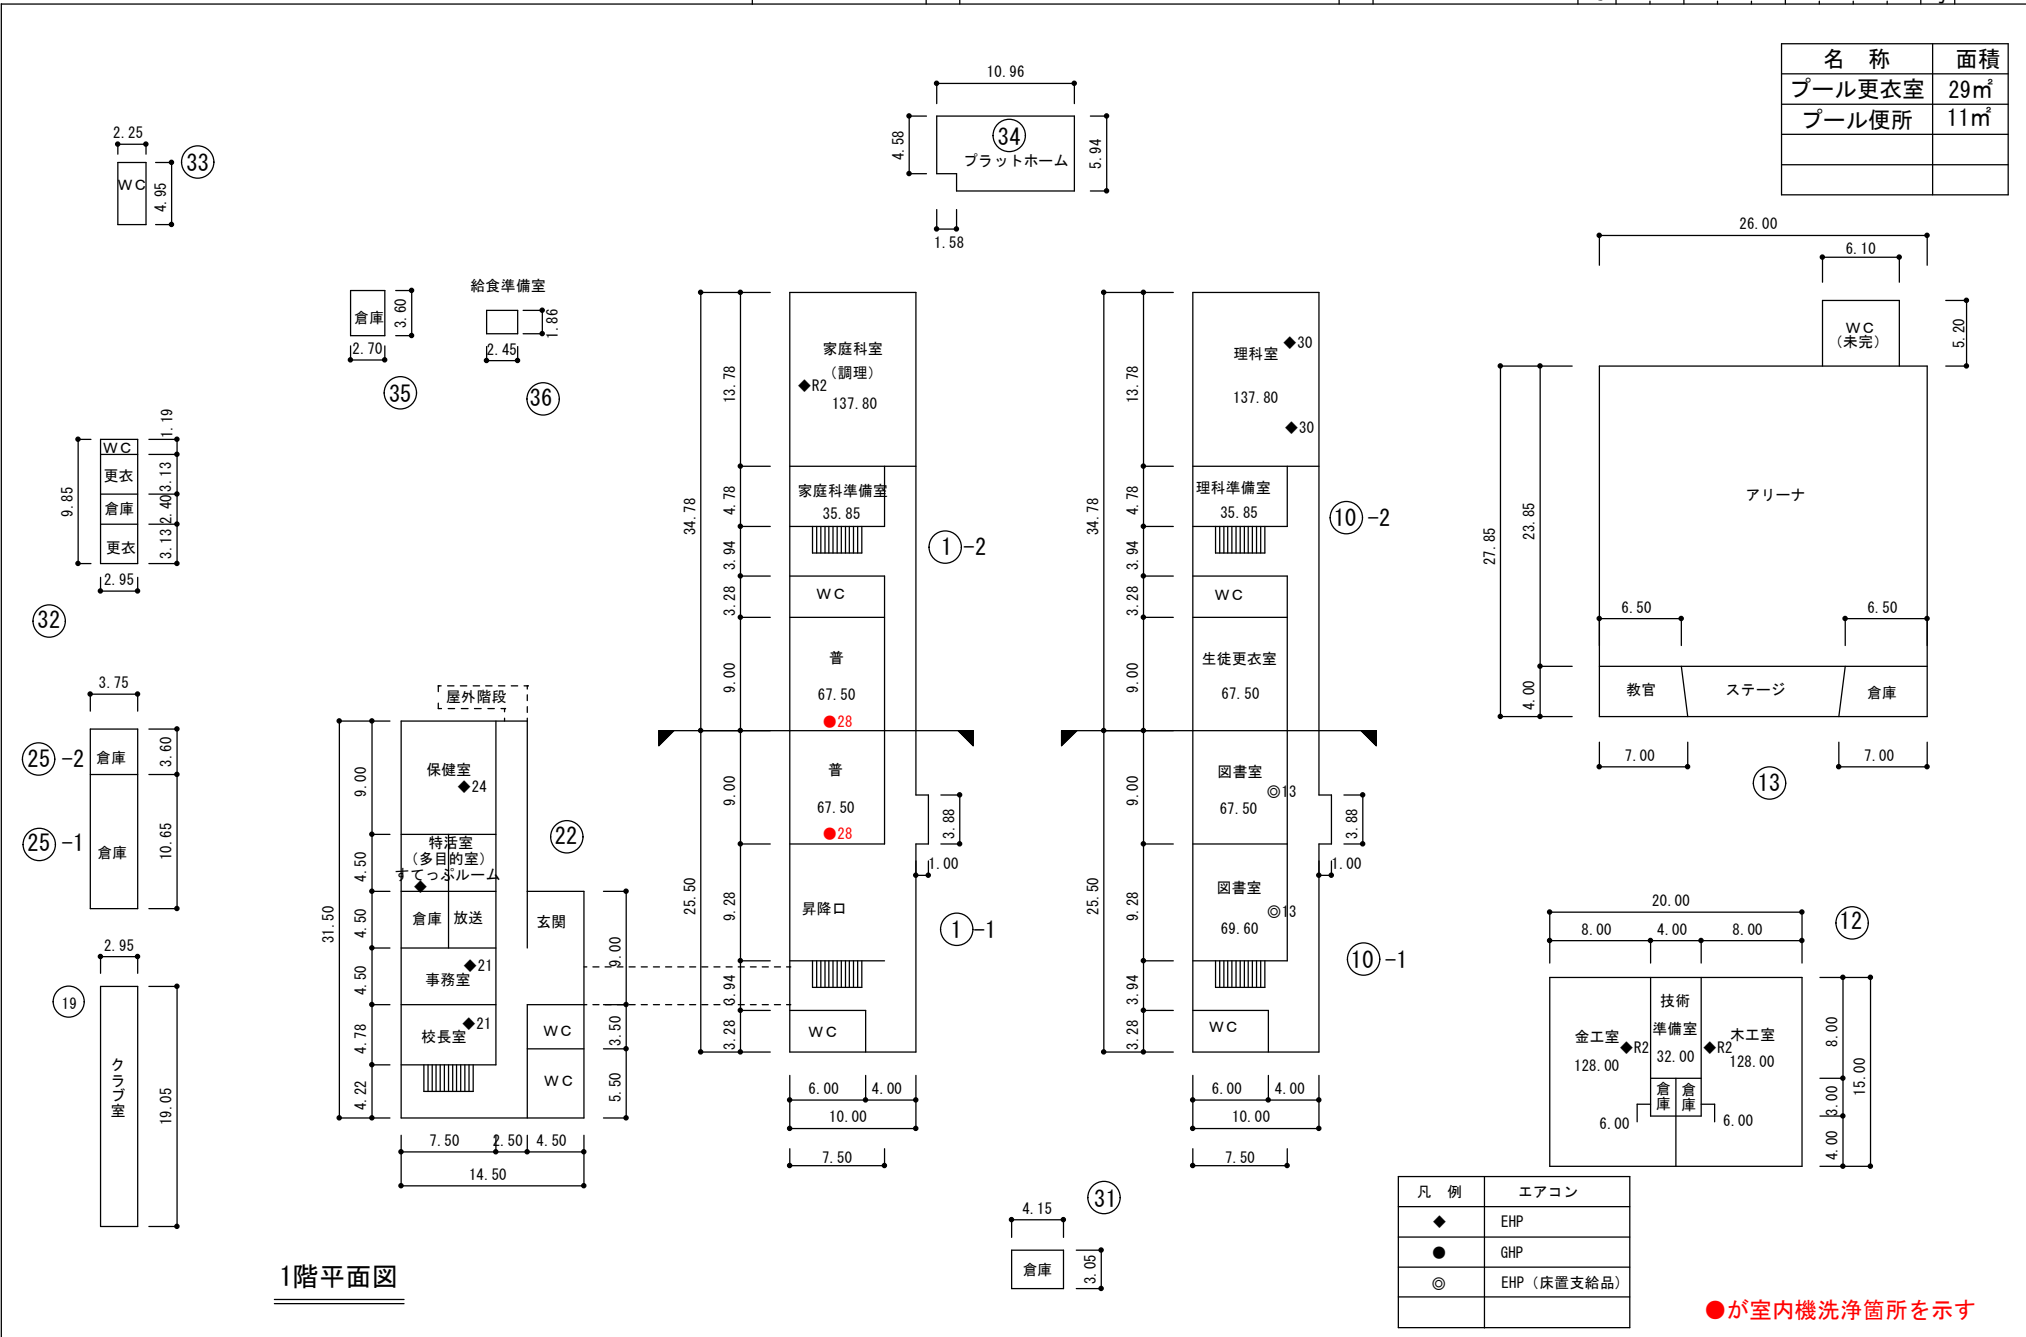 名 称 面積
プール更衣室 29㎡
プール便所 11㎡
10.96
4.58
34
プラットホーム
5.94
1.58
2.25
33
WC
4.95
26.00
6.10
WC
(未完)
5.20
27.85
23.85
アリーナ
6.50
6.50
4.00
教官
ステージ
倉庫
7.00
7.00
13
倉庫
3.60
2.70
35
給食準備室
1.86
2.45
36
1.19
WC
更衣
3.13
倉庫
2.40
更衣
3.13
9.85
2.95
32
3.75
25-2
倉庫
3.60
25-1
倉庫
10.65
2.95
19
クラブ室
19.05
屋外階段
31.50
9.00
保健室
◆24
4.50
特活室
(多目的室)
すてっぷルーム
◆
22
4.50
倉庫
放送
玄関
9.00
4.50
事務室
◆21
4.78
校長室
◆21
WC
3.50
4.22
WC
5.50
7.50
2.50
4.50
14.50
34.78
13.78
家庭科室
(調理)
◆R2
137.80
4.78
家庭科準備室
35.85
3.94
1-2
3.28
WC
9.00
普
67.50
●28
25.50
9.00
普
67.50
●28
3.88
1.00
9.28
昇降口
1-1
3.94
3.28
WC
6.00
4.00
10.00
7.50
34.78
13.78
理科室
◆30
137.80
◆30
4.78
理科準備室
35.85
10-2
3.94
3.28
WC
9.00
生徒更衣室
67.50
25.50
9.00
図書室
◎13
67.50
3.88
1.00
9.28
図書室
◎13
69.60
10-1
3.94
3.28
WC
6.00
4.00
10.00
7.50
20.00
12
8.00
4.00
8.00
技術
準備室
32.00
金工室
◆R2
128.00
木工室
◆R2
128.00
倉庫
倉庫
6.00
6.00
8.00
3.00
4.00
15.00
31
4.15
倉庫
3.05
凡 例 エアコン
◆ EHP
● GHP
◎ EHP(床置支給品)
1階平面図
●が室内機洗浄箇所を示す